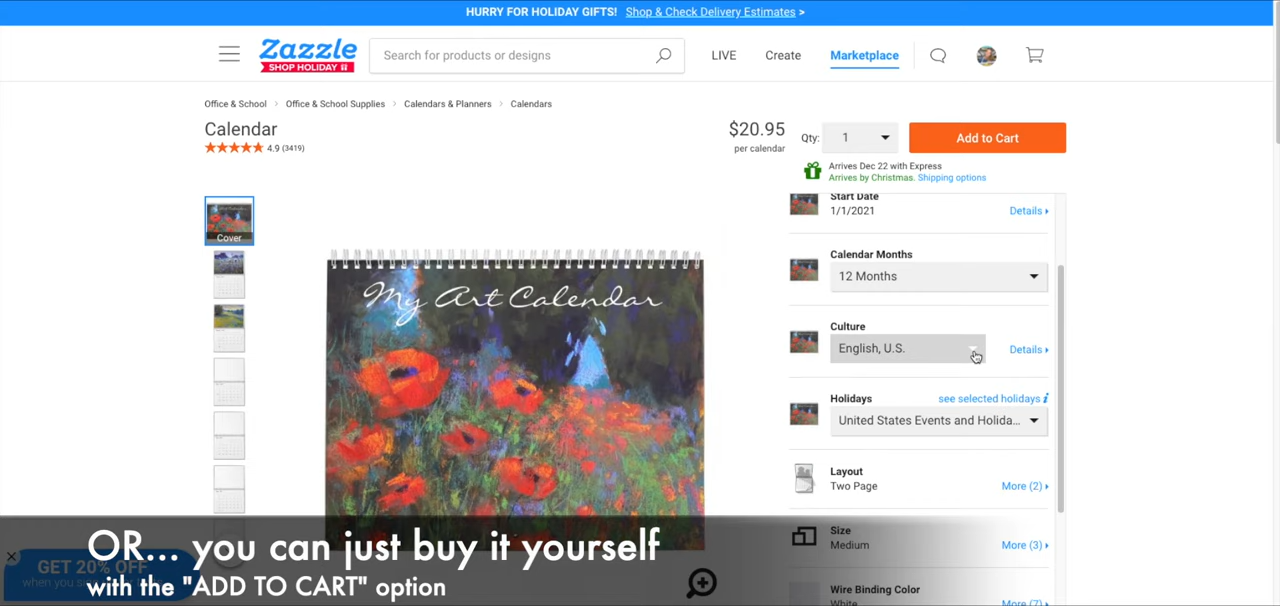 HURRY FOR HOLIDAY GIFTS! Shop & Check Delivery Estimates >
Zazzle
SHOP HOLIDAY
Search for products or designs
LIVE
Create
Marketplace
Office & School > Office & School Supplies > Calendars & Planners > Calendars
Calendar
4.9 (3419)
$20.95
per calendar
Qty: 1
Add to Cart
Arrives Dec 22 with Express
Arrives by Christmas. Shipping options
Cover
My Art Calendar
Start Date
1/1/2021
Details
Calendar Months
12 Months
Culture
English, U.S.
Details
Holidays
see selected holidays i
United States Events and Holida...
Layout
Two Page
More (2)
Size
Medium
More (3)
Wire Binding Color
White
More (7)
GET 20% OFF
when you
OR... you can just buy it yourself
with the "ADD TO CART" option